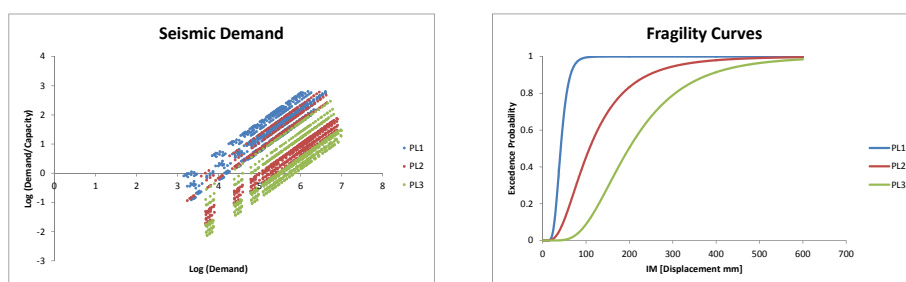 Seismic Demand
4
3
2
1
0
-1
-2
-3
0 1 2 3 4 5 6 7 8
Log (Demand/Capacity)
Log (Demand)
PL1
PL2
PL3
Fragility Curves
1
0.8
0.6
0.4
0.2
0
0 100 200 300 400 500 600 700
Excedence Probability
IM [Displacement mm]
PL1
PL2
PL3